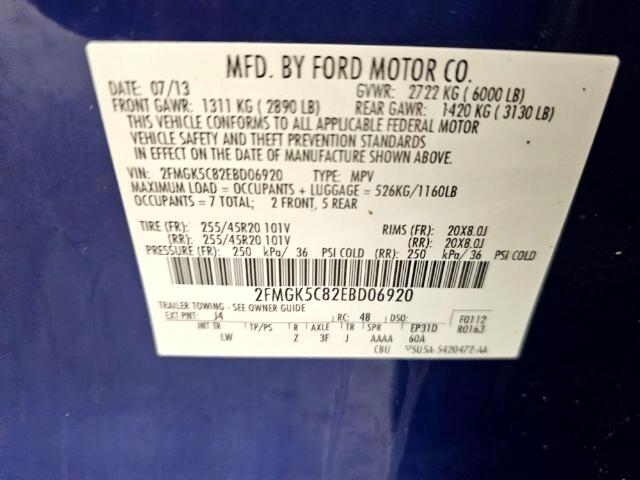 MFD. BY FORD MOTOR CO.
DATE: 07/13 GVWR: 2722 KG (6000 LB)
FRONT GAWR: 1311 KG (2890 LB) REAR GAWR: 1420 KG (3130 LB)
THIS VEHICLE CONFORMS TO ALL APPLICABLE FEDERAL MOTOR
VEHICLE SAFETY AND THEFT PREVENTION STANDARDS
IN EFFECT ON THE DATE OF MANUFACTURE SHOWN ABOVE.
VIN: 2FMGK5C82EBD06920 TYPE: MPV
MAXIMUM LOAD = OCCUPANTS + LUGGAGE = 526KG/1160LB
OCCUPANTS = 7 TOTAL; 2 FRONT, 5 REAR
TIRE (FR): 255/45R20 101V RIMS (FR): 20X8.0J
(RR): 255/45R20 101V (RR): 20X8.0J
PRESSURE (FR): 250 kPa/ 36 PSI COLD (RR): 250 kPa/ 36 PSI COLD
2FMGK5C82EBD06920
TRAILER TOWING - SEE OWNER GUIDE
EXT PNT: J4 RC: 48 DSO: F0112
INT TR TP/PS R AXLE TR SPR EP31D R0163
LW Z 3F J AAAA 60A
CBU 5U5A-5420472-AA